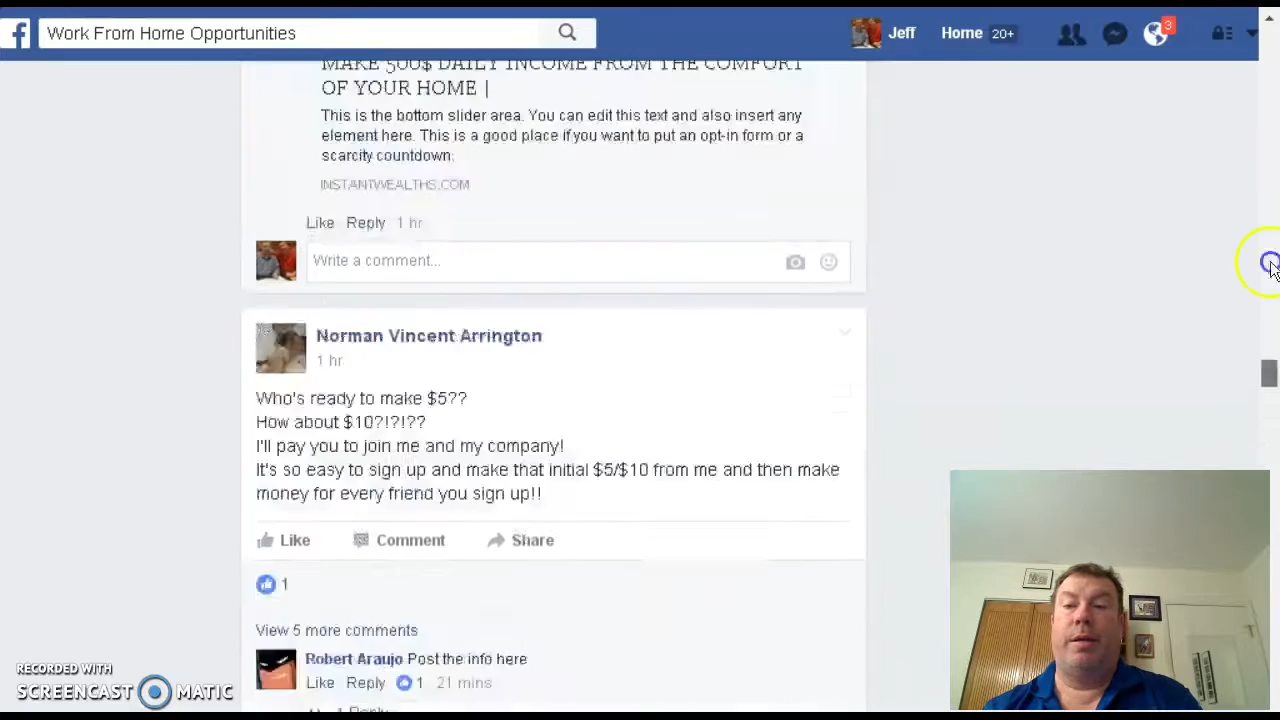 f
Work From Home Opportunities
Jeff
Home 20+
3
MAKE 500$ DAILY INCOME FROM THE COMFORT
OF YOUR HOME |
This is the bottom slider area. You can edit this text and also insert any
element here. This is a good place if you want to put an opt-in form or a
scarcity countdown.
INSTANTWEALTHS.COM
Like Reply 1 hr
Write a comment...
Norman Vincent Arrington
1 hr
Who's ready to make $5??
How about $10?!?!??
I'll pay you to join me and my company!
It's so easy to sign up and make that initial $5/$10 from me and then make
money for every friend you sign up!!
Like Comment Share
1
View 5 more comments
Robert Araujo Post the info here
Like Reply 1 21 mins
RECORDED WITH
SCREENCAST MATIC